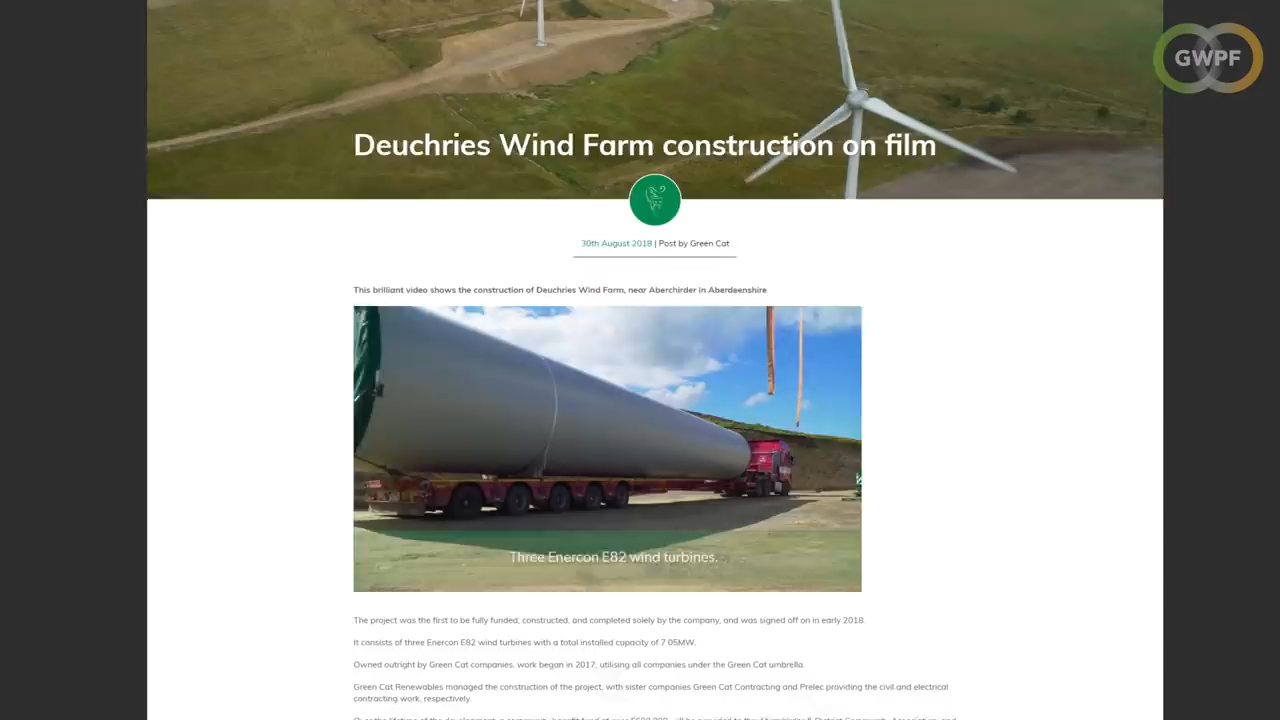 GWPF
Deuchries Wind Farm construction on film
30th August 2018 | Post by Green Cat
This brilliant video shows the construction of Deuchries Wind Farm, near Aberchirder in Aberdeenshire
Three Enercon E82 wind turbines.
The project was the first to be fully funded, constructed, and completed solely by the company, and was signed off on in early 2018.
It consists of three Enercon E82 wind turbines with a total installed capacity of 7.05MW.
Owned outright by Green Cat companies, work began in 2017, utilising all companies under the Green Cat umbrella.
Green Cat Renewables managed the construction of the project, with sister companies Green Cat Contracting and Prelec providing the civil and electrical
contracting work, respectively.